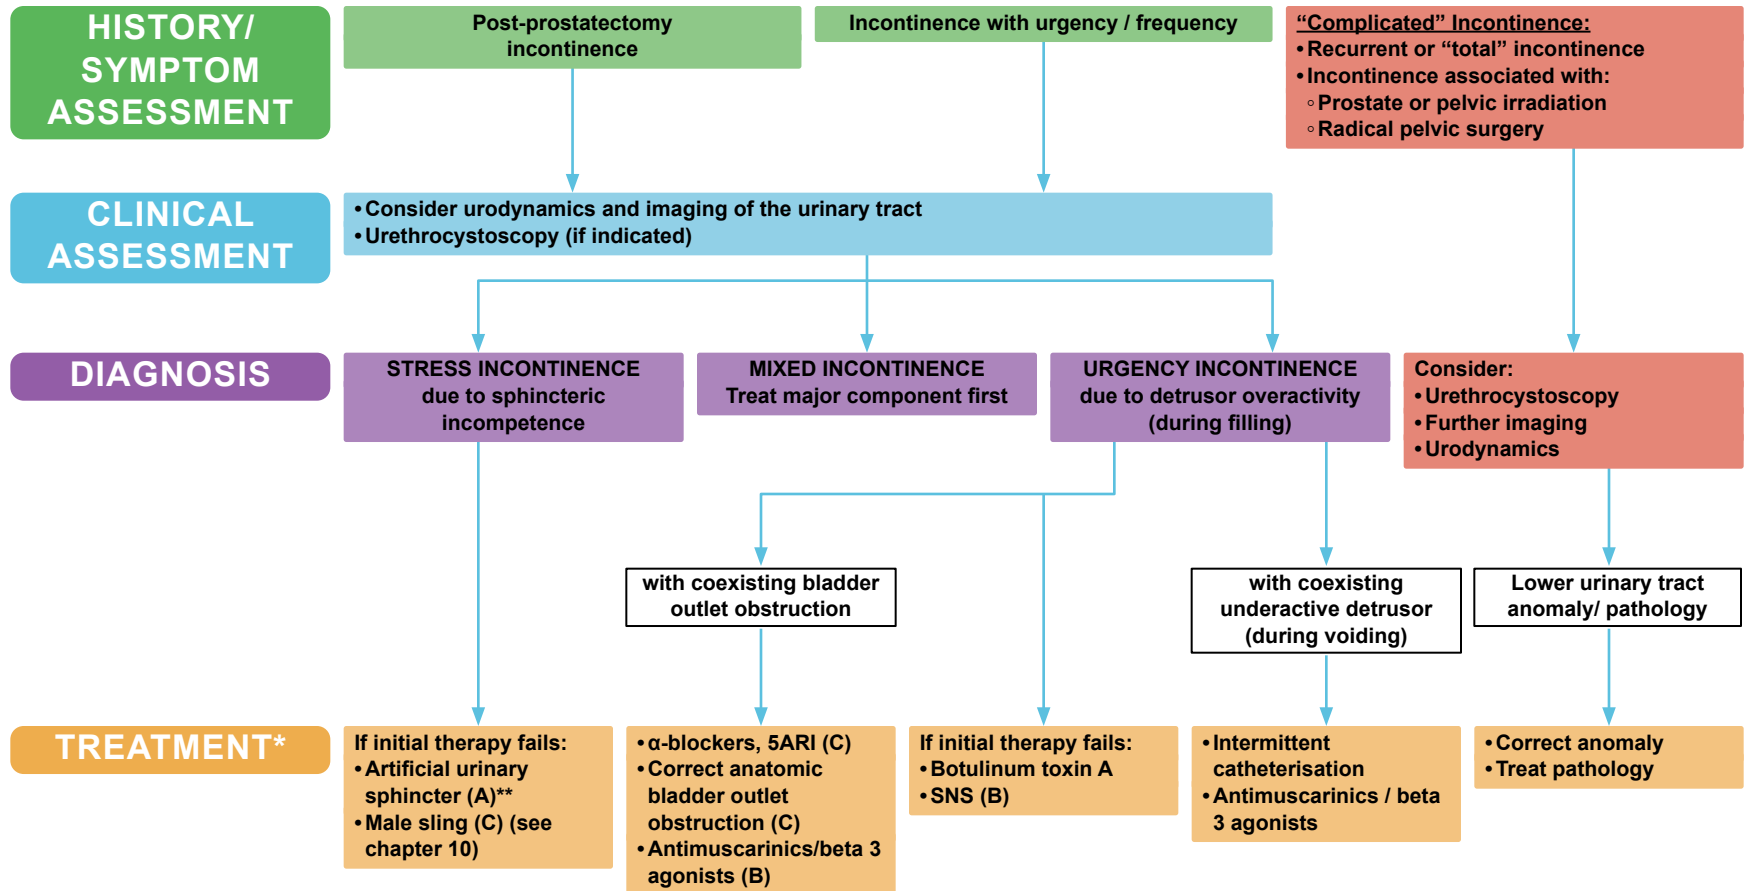 HISTORY/
SYMPTOM
ASSESSMENT
Post-prostatectomy
incontinence
Incontinence with urgency / frequency
“Complicated” Incontinence:
•Recurrent or “total” incontinence
•Incontinence associated with:
◦Prostate or pelvic irradiation
◦Radical pelvic surgery
CLINICAL
ASSESSMENT
•Consider urodynamics and imaging of the urinary tract
•Urethrocystoscopy (if indicated)
DIAGNOSIS
STRESS INCONTINENCE
due to sphincteric
incompetence
MIXED INCONTINENCE
Treat major component first
URGENCY INCONTINENCE
due to detrusor overactivity
(during filling)
Consider:
•Urethrocystoscopy
•Further imaging
•Urodynamics
with coexisting bladder
outlet obstruction
with coexisting
underactive detrusor
(during voiding)
Lower urinary tract
anomaly/ pathology
TREATMENT*
If initial therapy fails:
•Artificial urinary
sphincter (A)**
•Male sling (C) (see
chapter 10)
•α-blockers, 5ARI (C)
•Correct anatomic
bladder outlet
obstruction (C)
•Antimuscarinics/beta 3
agonists (B)
If initial therapy fails:
•Botulinum toxin A
•SNS (B)
•Intermittent
catheterisation
•Antimuscarinics / beta
3 agonists
•Correct anomaly
•Treat pathology